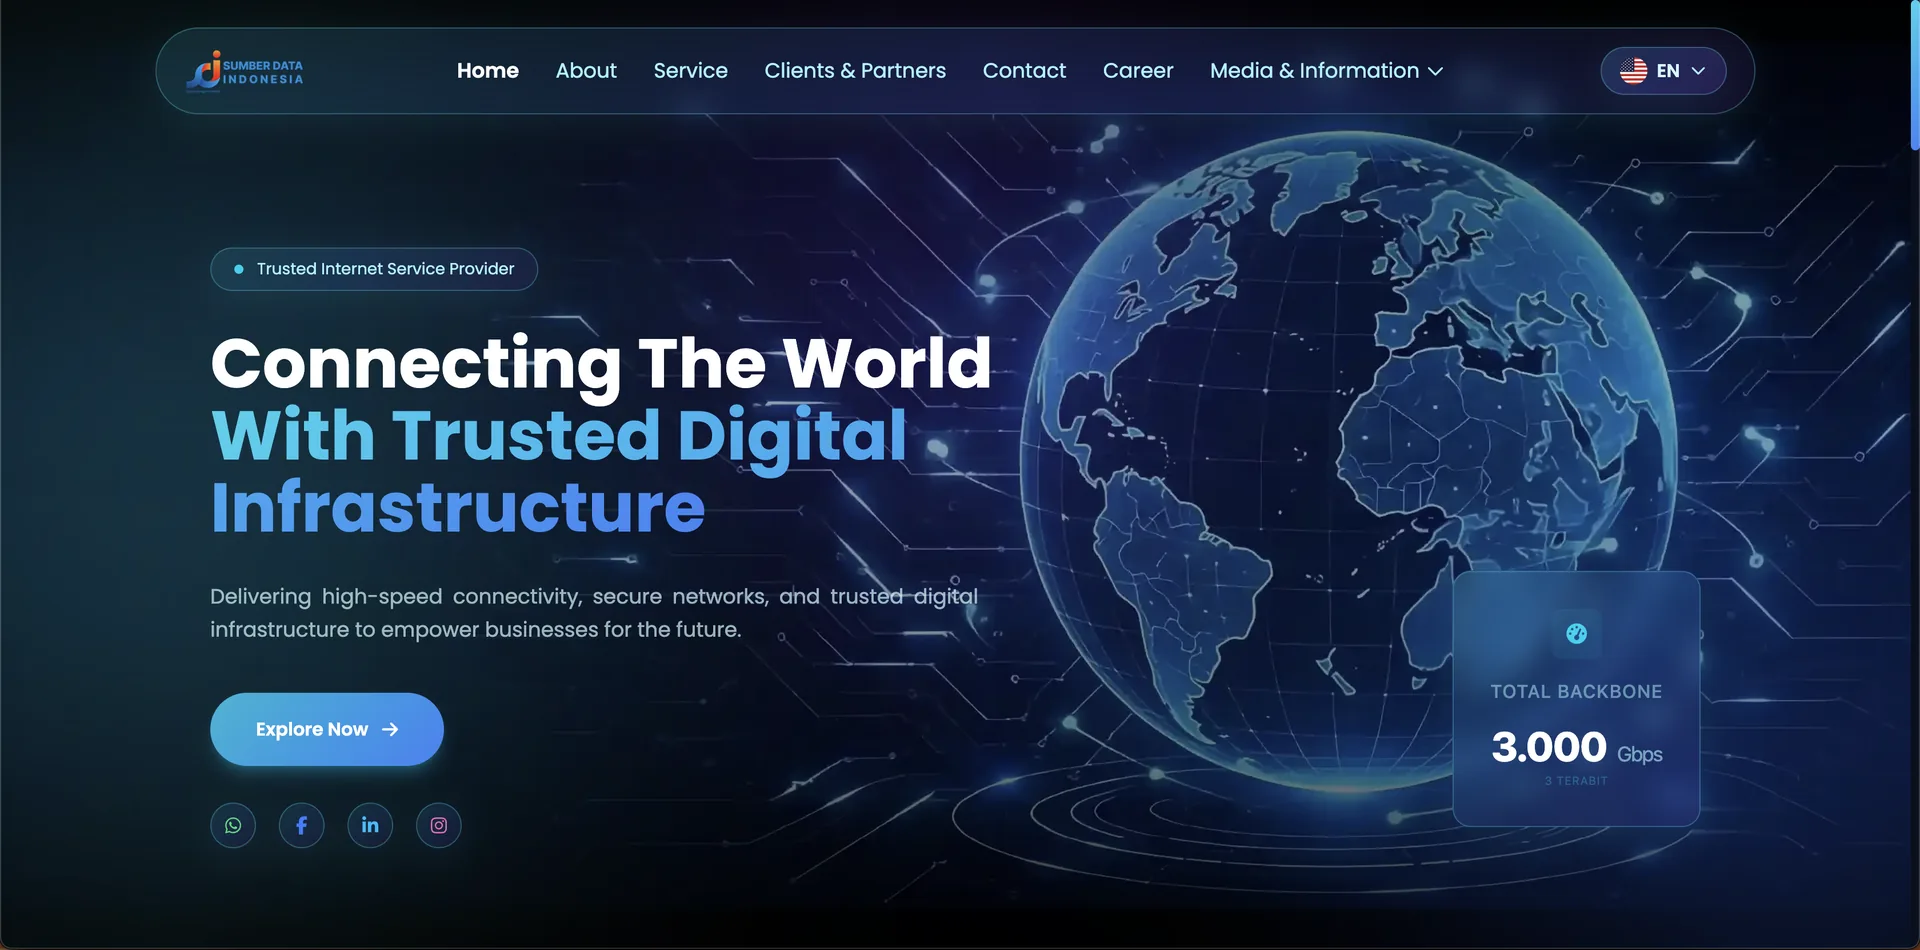 SUMBER DATA
INDONESIA
Home
About
Service
Clients & Partners
Contact
Career
Media & Information
EN
Trusted Internet Service Provider
Connecting The World
With Trusted Digital
Infrastructure
Delivering high-speed connectivity, secure networks, and trusted digital
infrastructure to empower businesses for the future.
Explore Now
TOTAL BACKBONE
3.000 Gbps
3 TERABIT